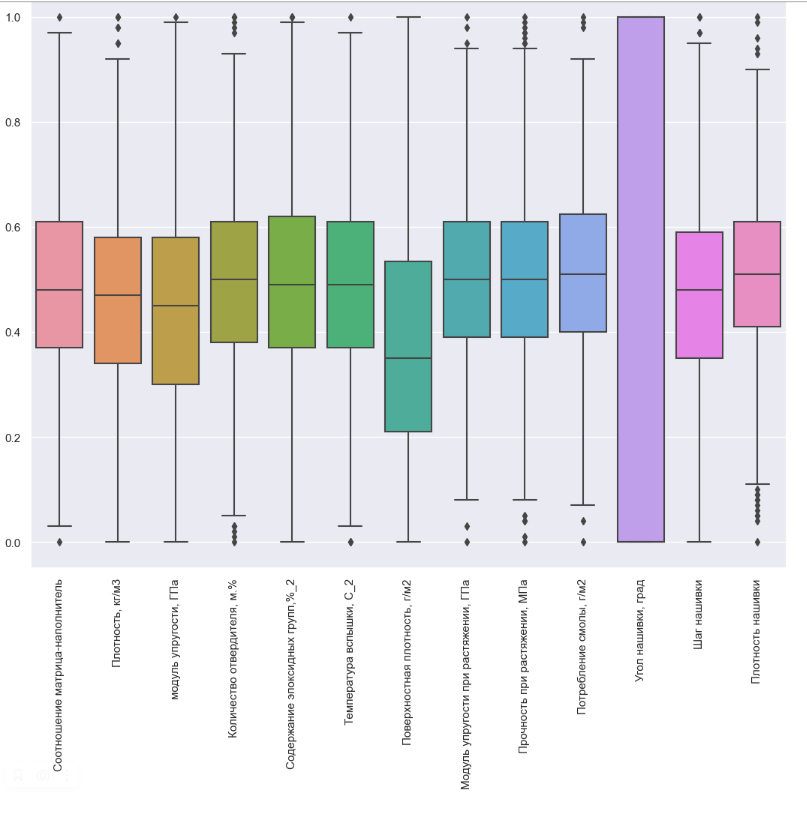 1.0
0.8
0.6
0.4
0.2
0.0
Соотношение матрица-наполнитель
Плотность, кг/м3
модуль упругости, ГПа
Количество отвердителя, м.%
Содержание эпоксидных групп,%_2
Температура вспышки, С_2
Поверхностная плотность, г/м2
Модуль упругости при растяжении, ГПа
Прочность при растяжении, МПа
Потребление смолы, г/м2
Угол нашивки, град
Шаг нашивки
Плотность нашивки